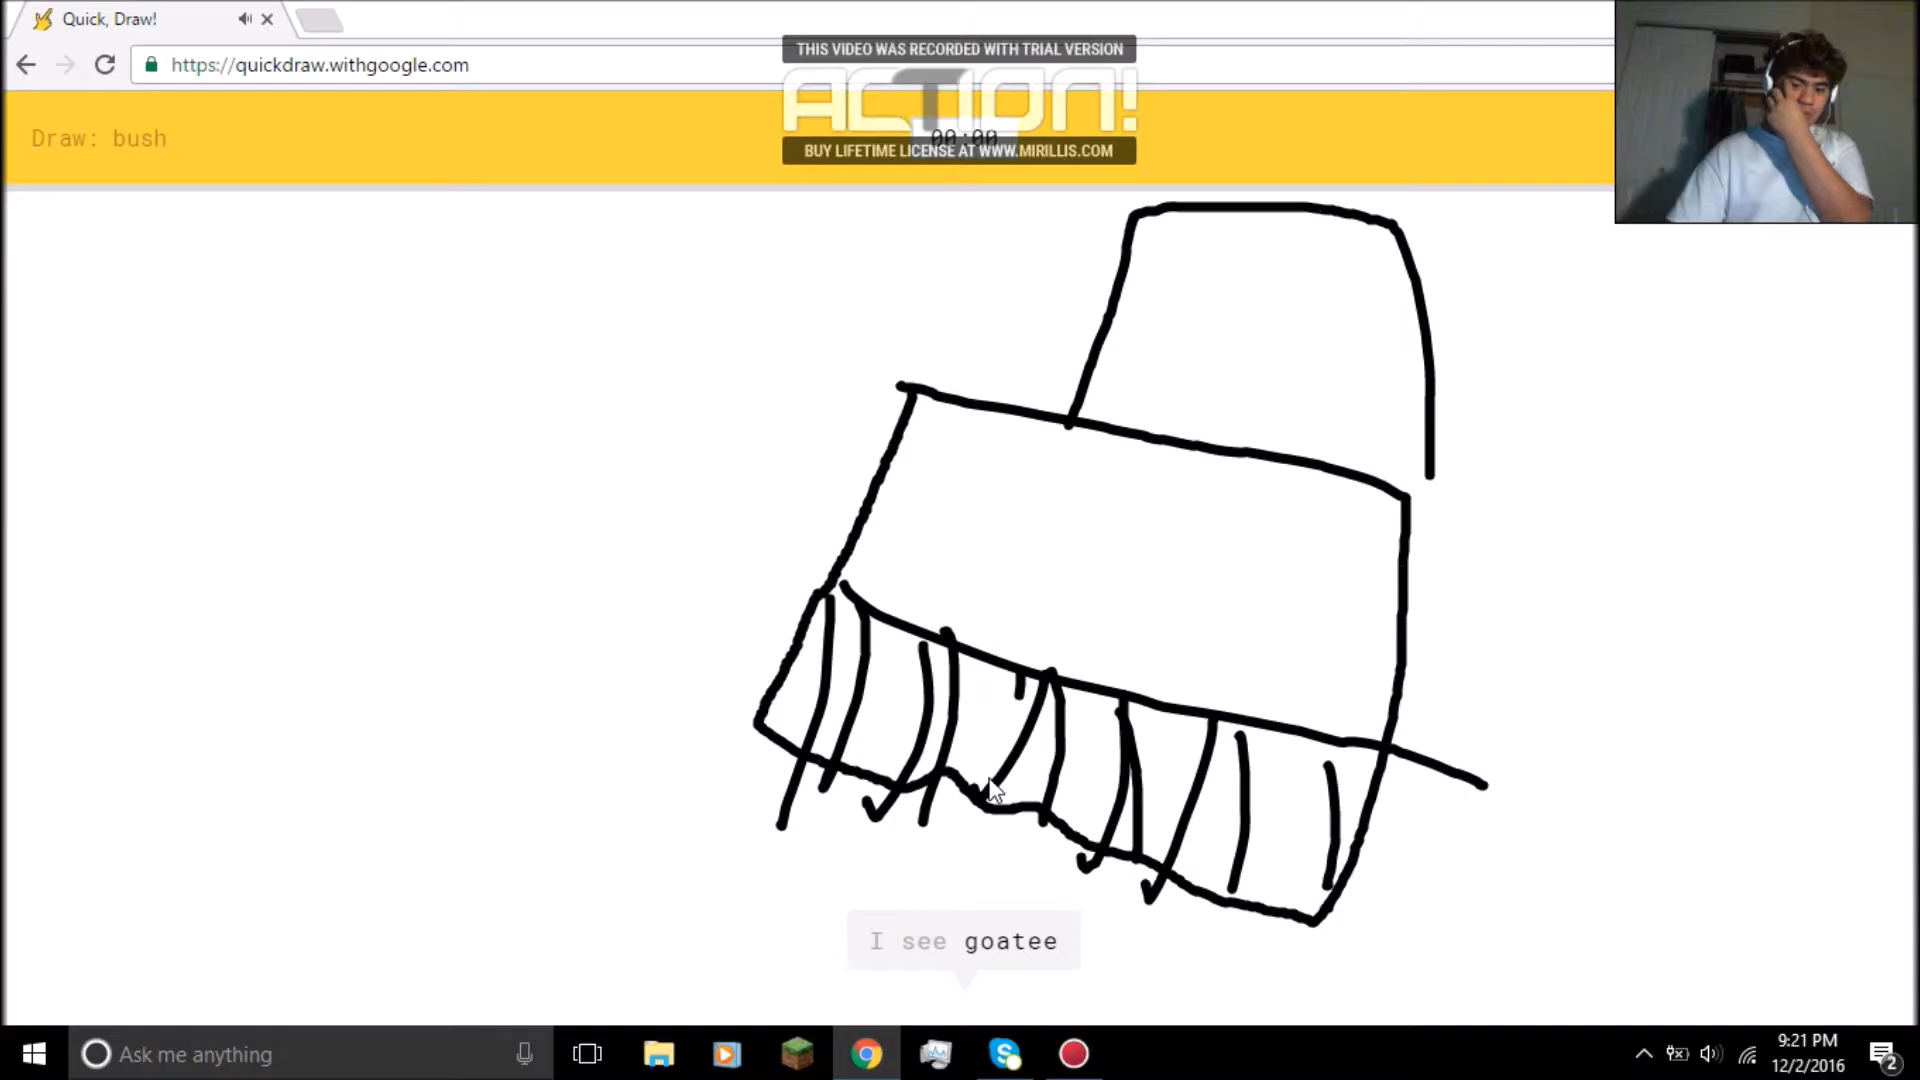 Quick, Draw!
https://quickdraw.withgoogle.com
THIS VIDEO WAS RECORDED WITH TRIAL VERSION
ACTION!
BUY LIFETIME LICENSE AT WWW.MIRILLIS.COM
Draw: bush
00:00
I see goatee
Ask me anything
9:21 PM
12/2/2016
2